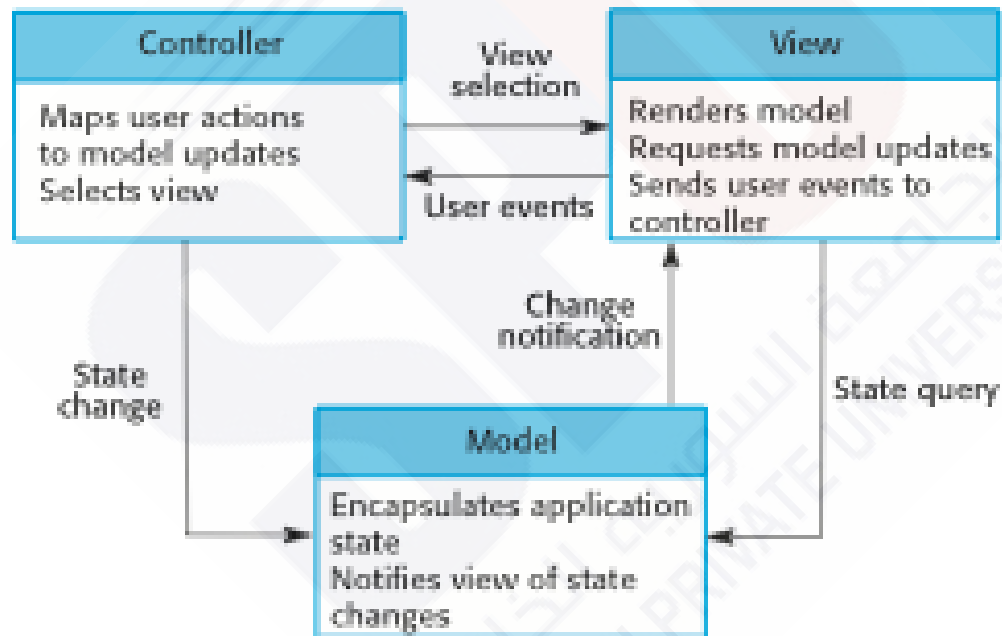 Controller
Maps user actions
to model updates
Selects view
View
selection
User events
View
Renders model
Requests model updates
Sends user events to
controller
State
change
Change
notification
State query
Model
Encapsulates application
state
Notifies view of state
changes
PRIVATE UNIVERS